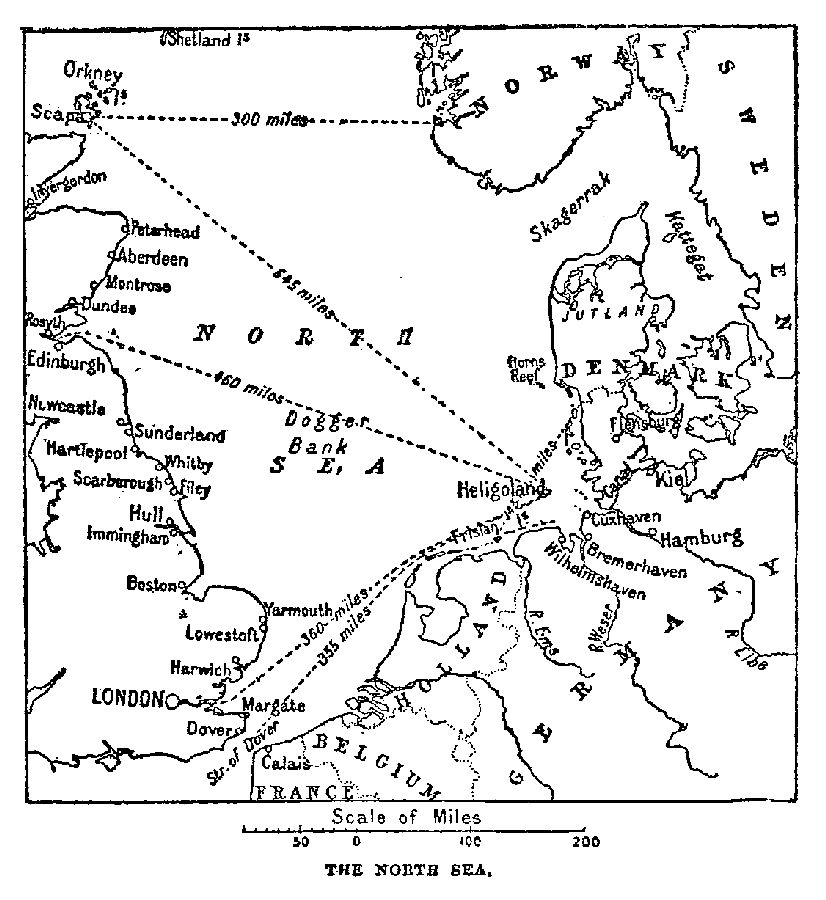 Shetland Is
Orkney
Is.
Scapa
300 miles
NORWAY
SWEDEN
Invergordon
Skagerrak
Kattegat
Peterhead
Aberdeen
Montrose
Dundee
Rosyth
Edinburgh
545 miles
NORTH
SEA
460 miles
Dogger
Bank
JUTLAND
DENMARK
Horns
Reef
Flensburg
Newcastle
Sunderland
Hartlepool
Whitby
Scarborough
Filey
Hull
Immingham
miles
Heligoland
Canal
Kiel
Frisian Is
Cuxhaven
Hamburg
Bremerhaven
Wilhelmshaven
Boston
Yarmouth
Lowestoft
Harwich
360 miles
355 miles
HOLLAND
R. Ems
R. Weser
R. Elbe
GERMANY
LONDON
Margate
Dover
Str. of Dover
Calais
BELGIUM
FRANCE
Scale of Miles
50 0 100 200
THE NORTH SEA.